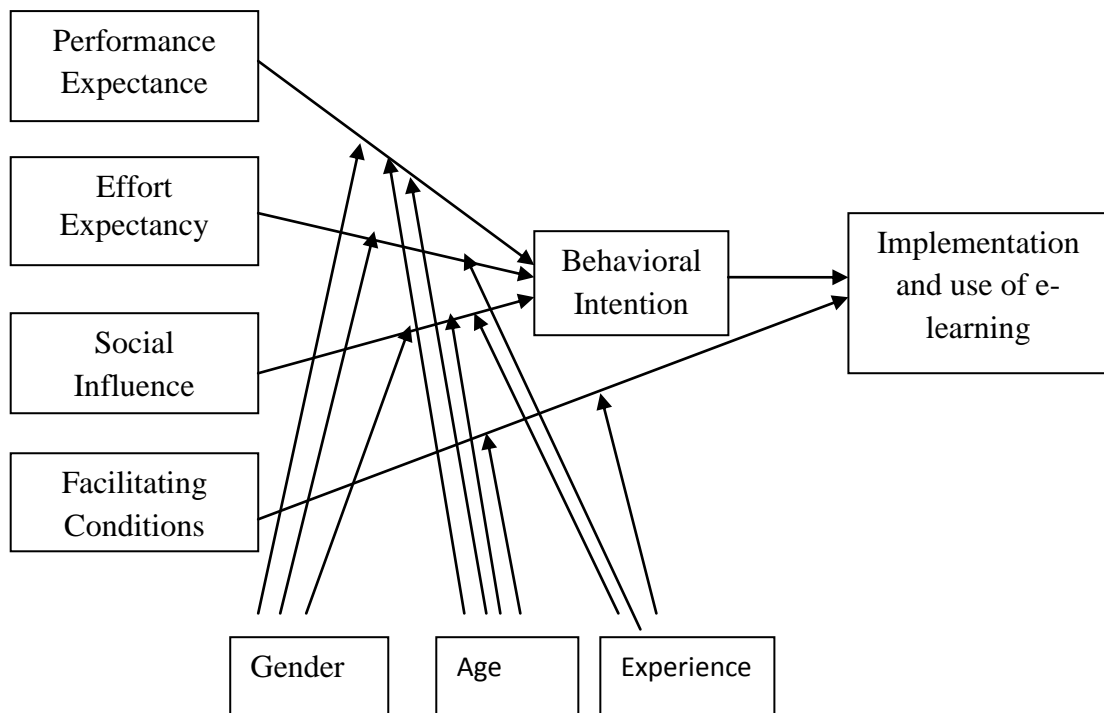 Performance
Expectance
Effort
Expectancy
Social
Influence
Facilitating
Conditions
Behavioral
Intention
Implementation
and use of e-
learning
Gender
Age
Experience